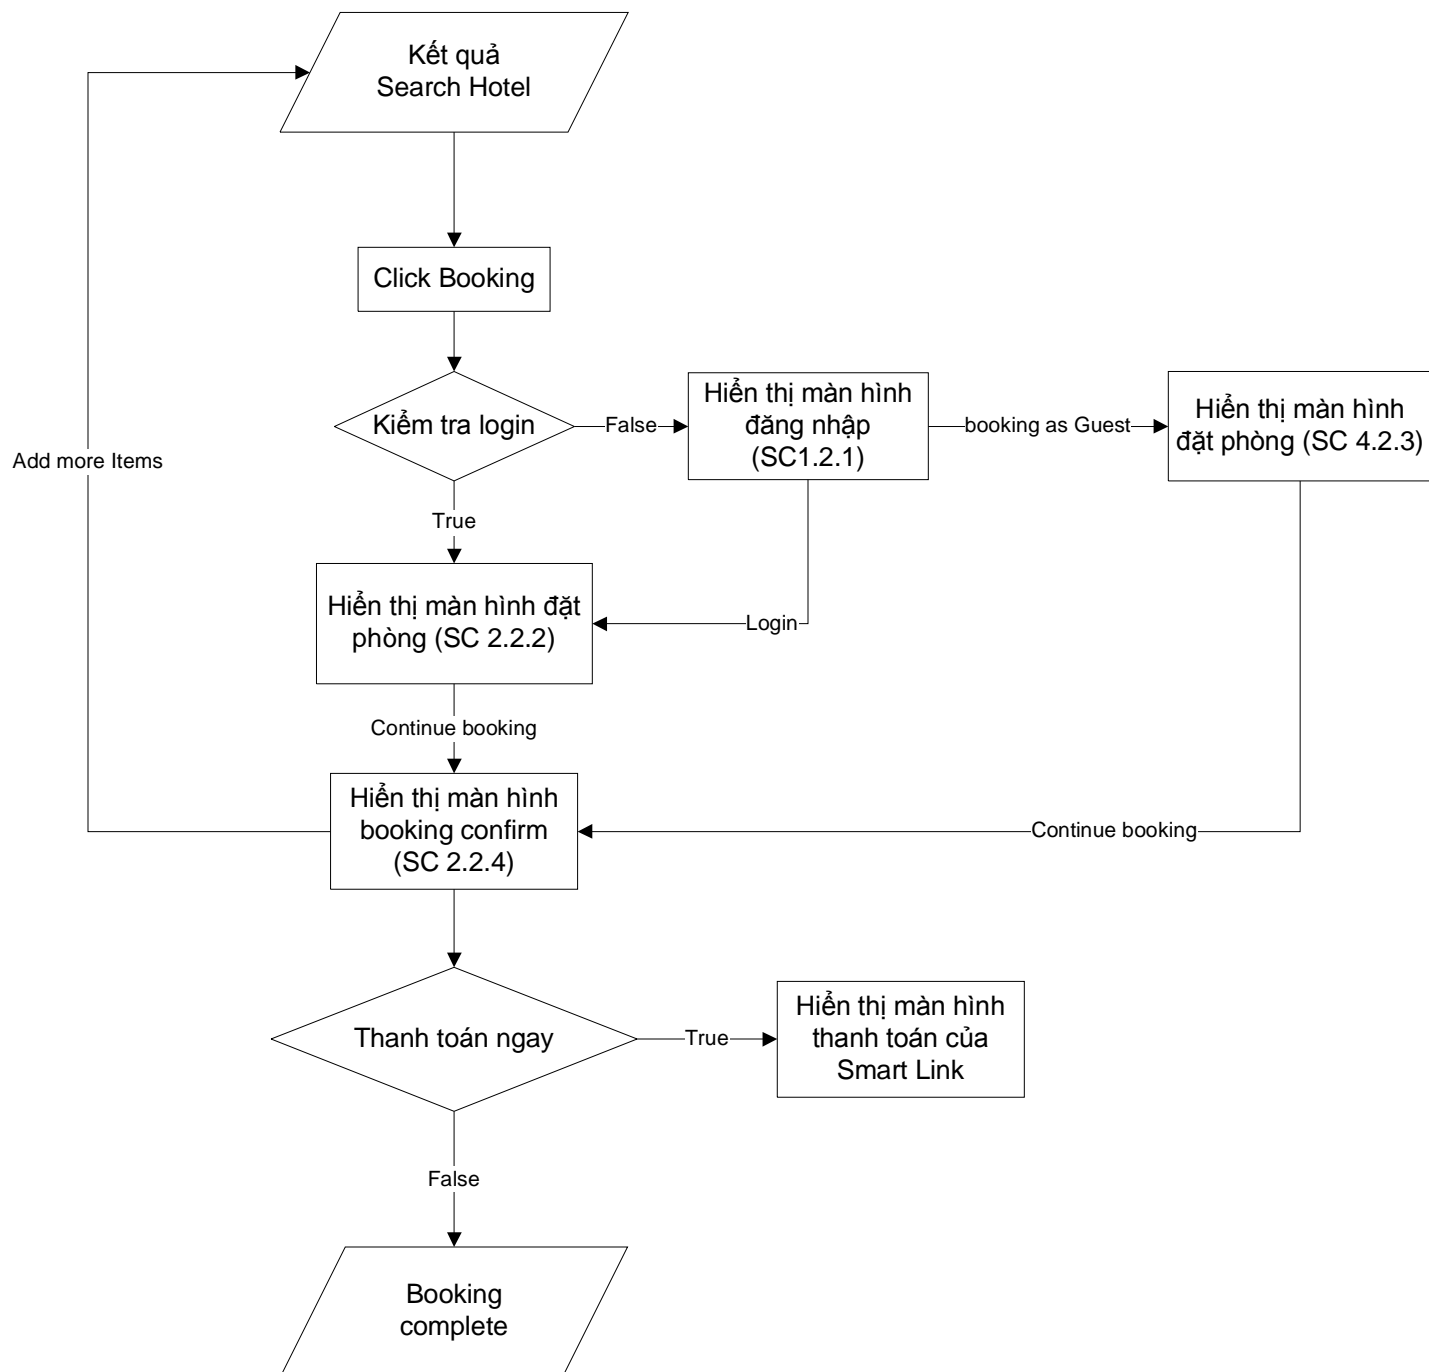 Kết quả
Search Hotel
Click Booking
Kiểm tra login
False
Hiển thị màn hình
đăng nhập
(SC1.2.1)
booking as Guest
Hiển thị màn hình
đặt phòng (SC 4.2.3)
Add more Items
True
Hiển thị màn hình đặt
phòng (SC 2.2.2)
Login
Continue booking
Hiển thị màn hình
booking confirm
(SC 2.2.4)
Continue booking
Thanh toán ngay
True
Hiển thị màn hình
thanh toán của
Smart Link
False
Booking
complete